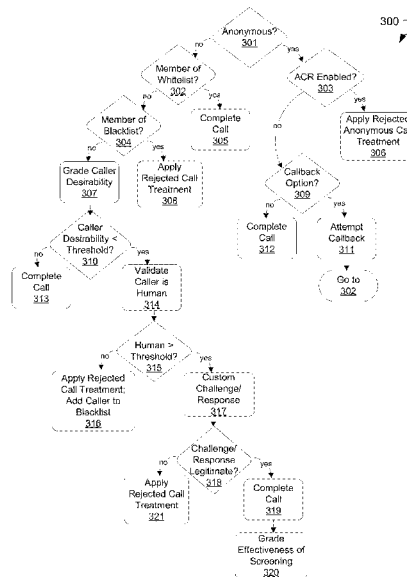 300
Anonymous?
301
no
yes
Member of
Whitelist?
302
ACR Enabled?
303
no
yes
yes
no
Member of
Blacklist?
304
Complete
Call
305
Apply Rejected
Anonymous Call
Treatment
306
no
yes
Grade Caller
Desirability
307
Apply
Rejected Call
Treatment
308
Callback
Option?
309
no
yes
Caller
Desirability <
Threshold?
310
Complete
Call
312
Attempt
Callback
311
no
yes
Complete
Call
313
Validate
Caller is
Human
314
Go to
302
Human >
Threshold?
315
no
yes
Apply Rejected
Call Treatment;
Add Caller to
Blacklist
316
Custom
Challenge/
Response
317
Challenge/
Response
Legitimate?
318
no
yes
Apply
Rejected Call
Treatment
321
Complete
Call
319
Grade
Effectiveness of
Screening
320